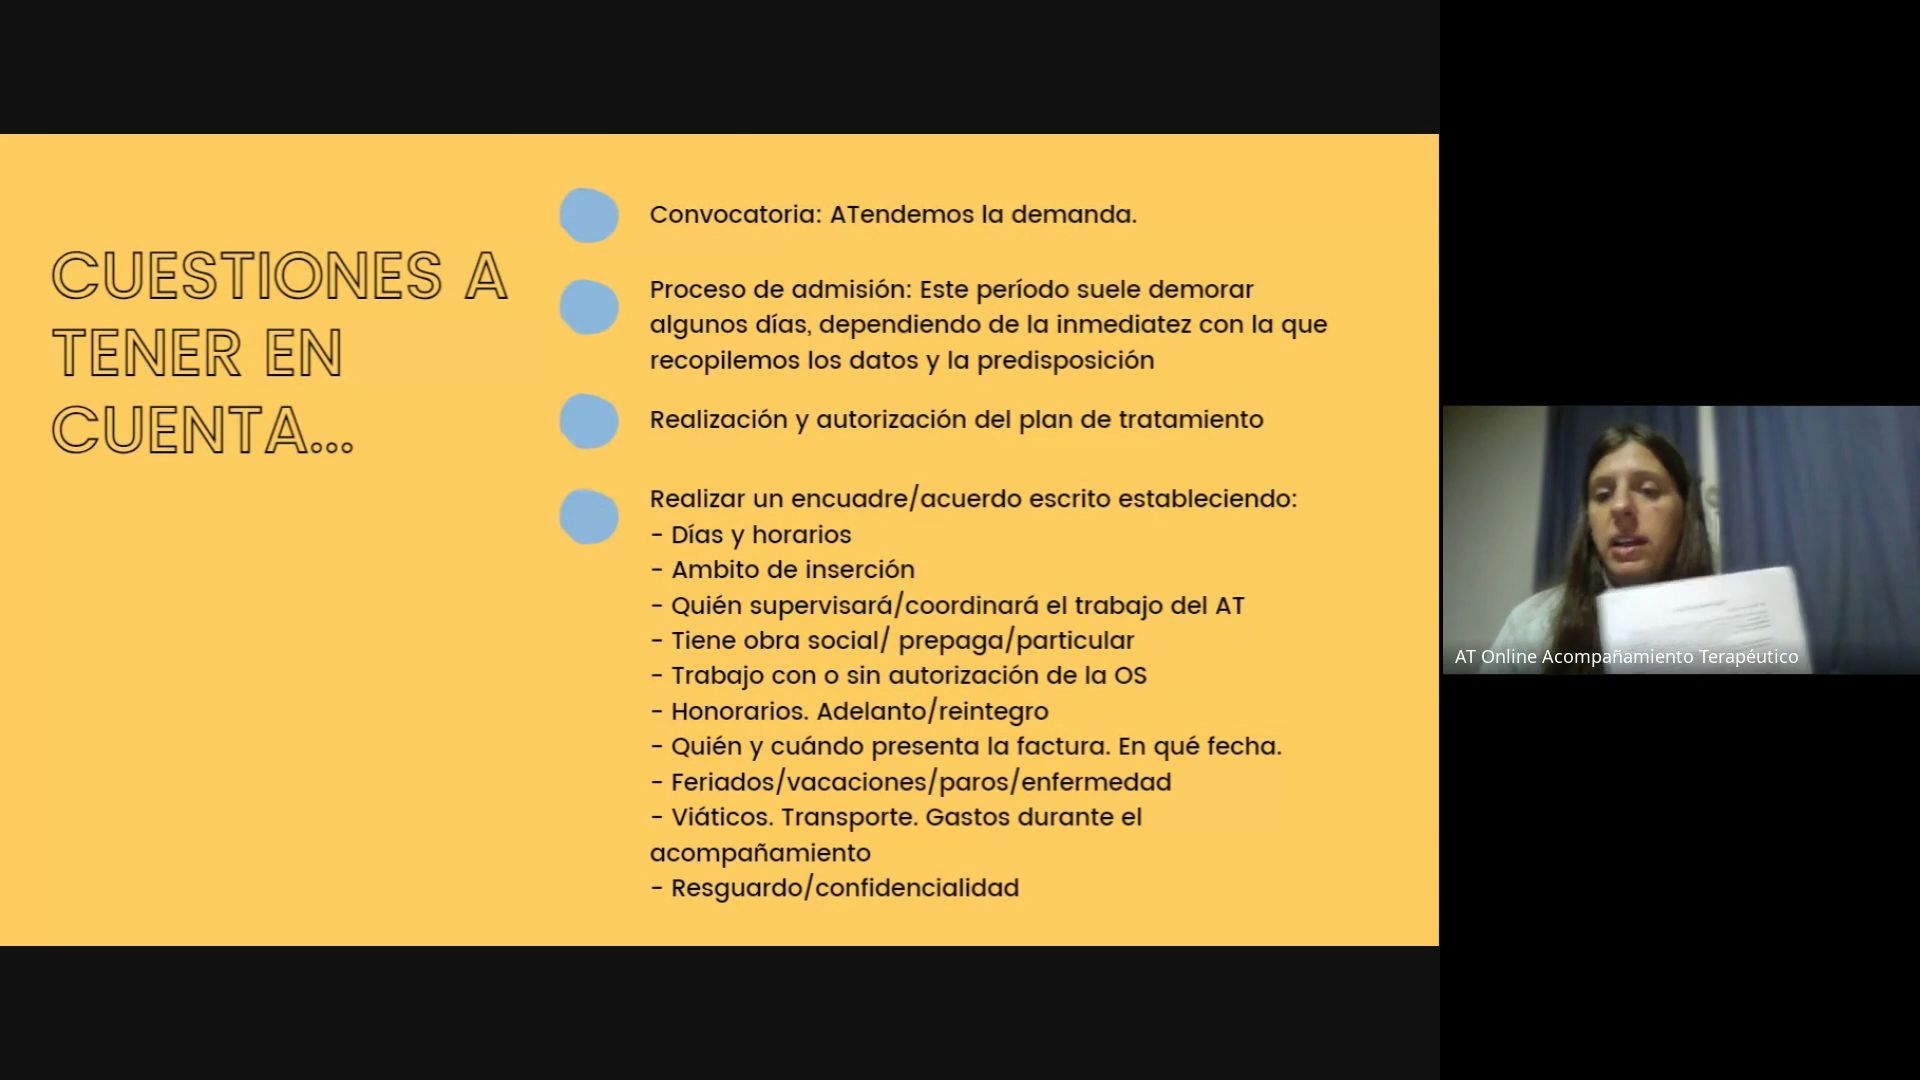 CUESTIONES A
TENER EN
CUENTA...
Convocatoria: ATendemos la demanda.
Proceso de admisión: Este período suele demorar
algunos días, dependiendo de la inmediatez con la que
recopilemos los datos y la predisposición
Realización y autorización del plan de tratamiento
Realizar un encuadre/acuerdo escrito estableciendo:
- Días y horarios
- Ambito de inserción
- Quién supervisará/coordinará el trabajo del AT
- Tiene obra social/ prepaga/particular
- Trabajo con o sin autorización de la OS
- Honorarios. Adelanto/reintegro
- Quién y cuándo presenta la factura. En qué fecha.
- Feriados/vacaciones/paros/enfermedad
- Viáticos. Transporte. Gastos durante el
acompañamiento
- Resguardo/confidencialidad
AT Online Acompañamiento Terapéutico